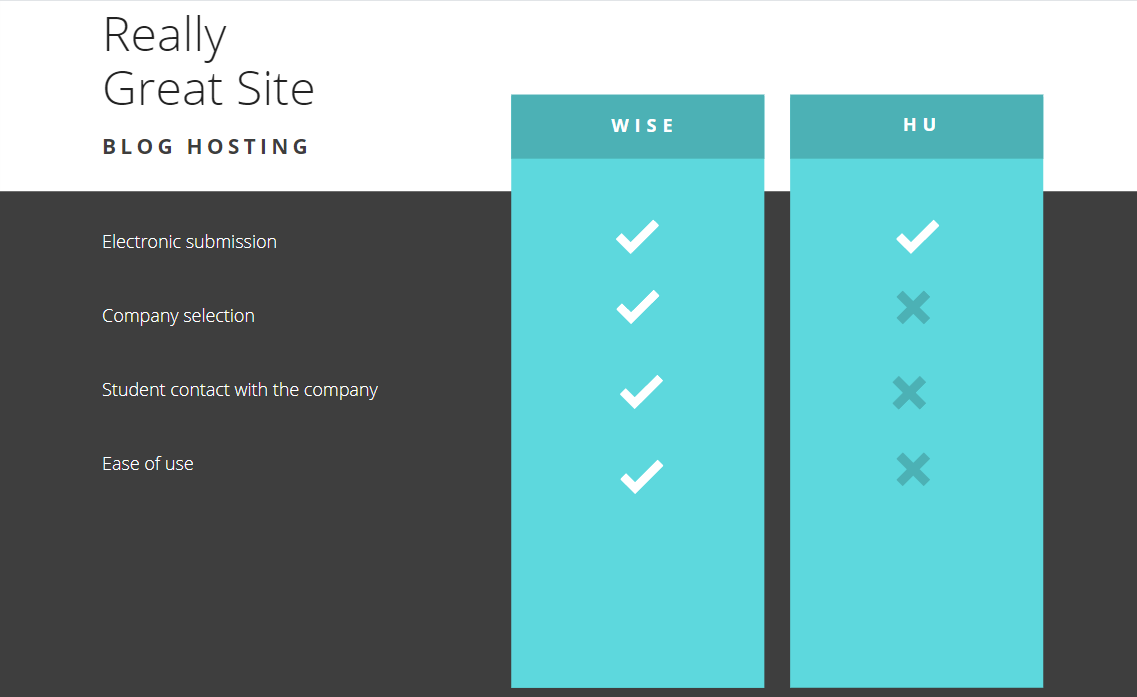 Really
Great Site
BLOG HOSTING
WISE
HU
Electronic submission
Company selection
Student contact with the company
Ease of use